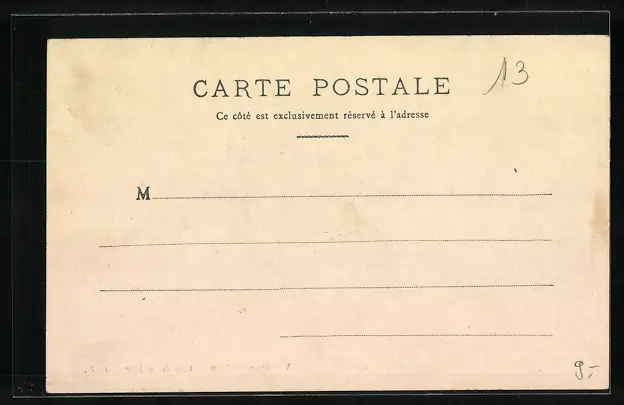 CARTE POSTALE
13
Ce côté est exclusivement réservé à l'adresse
M
9.-